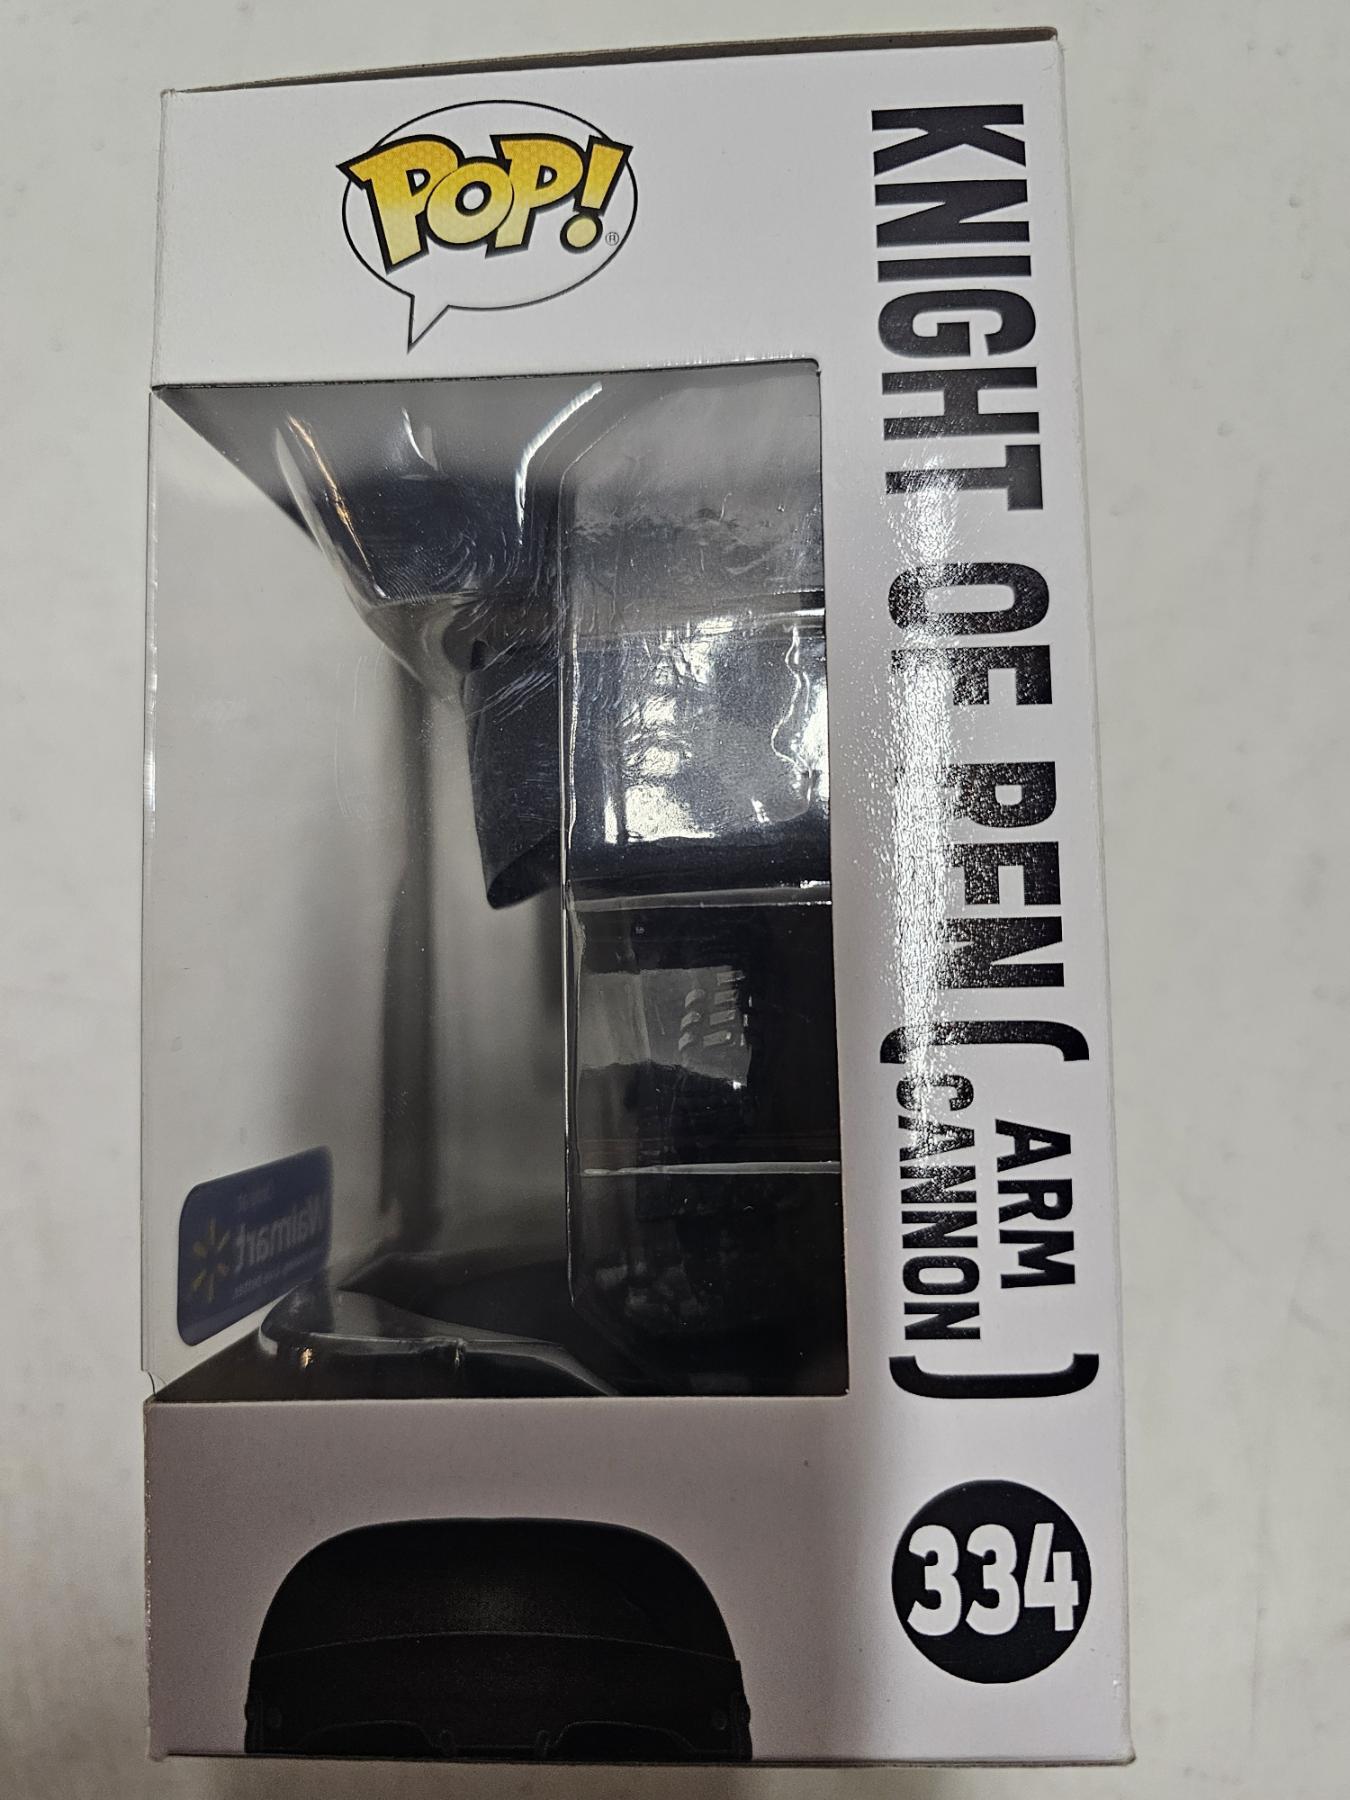 POP!®
KNIGHT OF REN (ARM CANNON)
334
Walmart